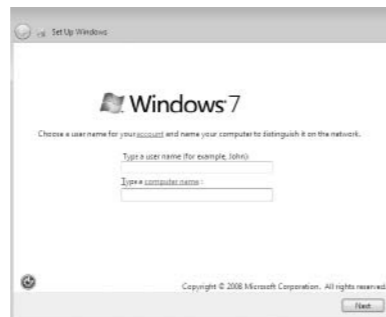 Set Up Windows
Windows 7
Choose a user name for your account and name your computer to distinguish it on the network.
Type a user name (for example, John):
Type a computer name :
Copyright © 2008 Microsoft Corporation. All rights reserved.
Next